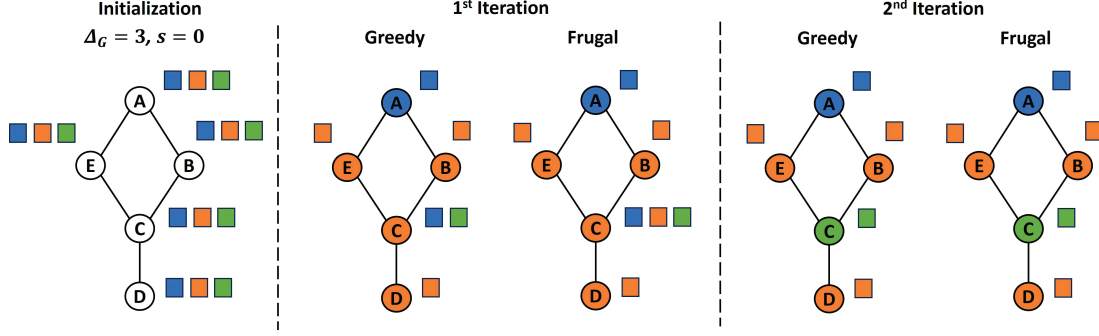 Initialization
Δ_G = 3, s = 0
A
E
B
C
D
1st Iteration
Greedy
A
E
B
C
D
Frugal
A
E
B
C
D
2nd Iteration
Greedy
A
E
B
C
D
Frugal
A
E
B
C
D